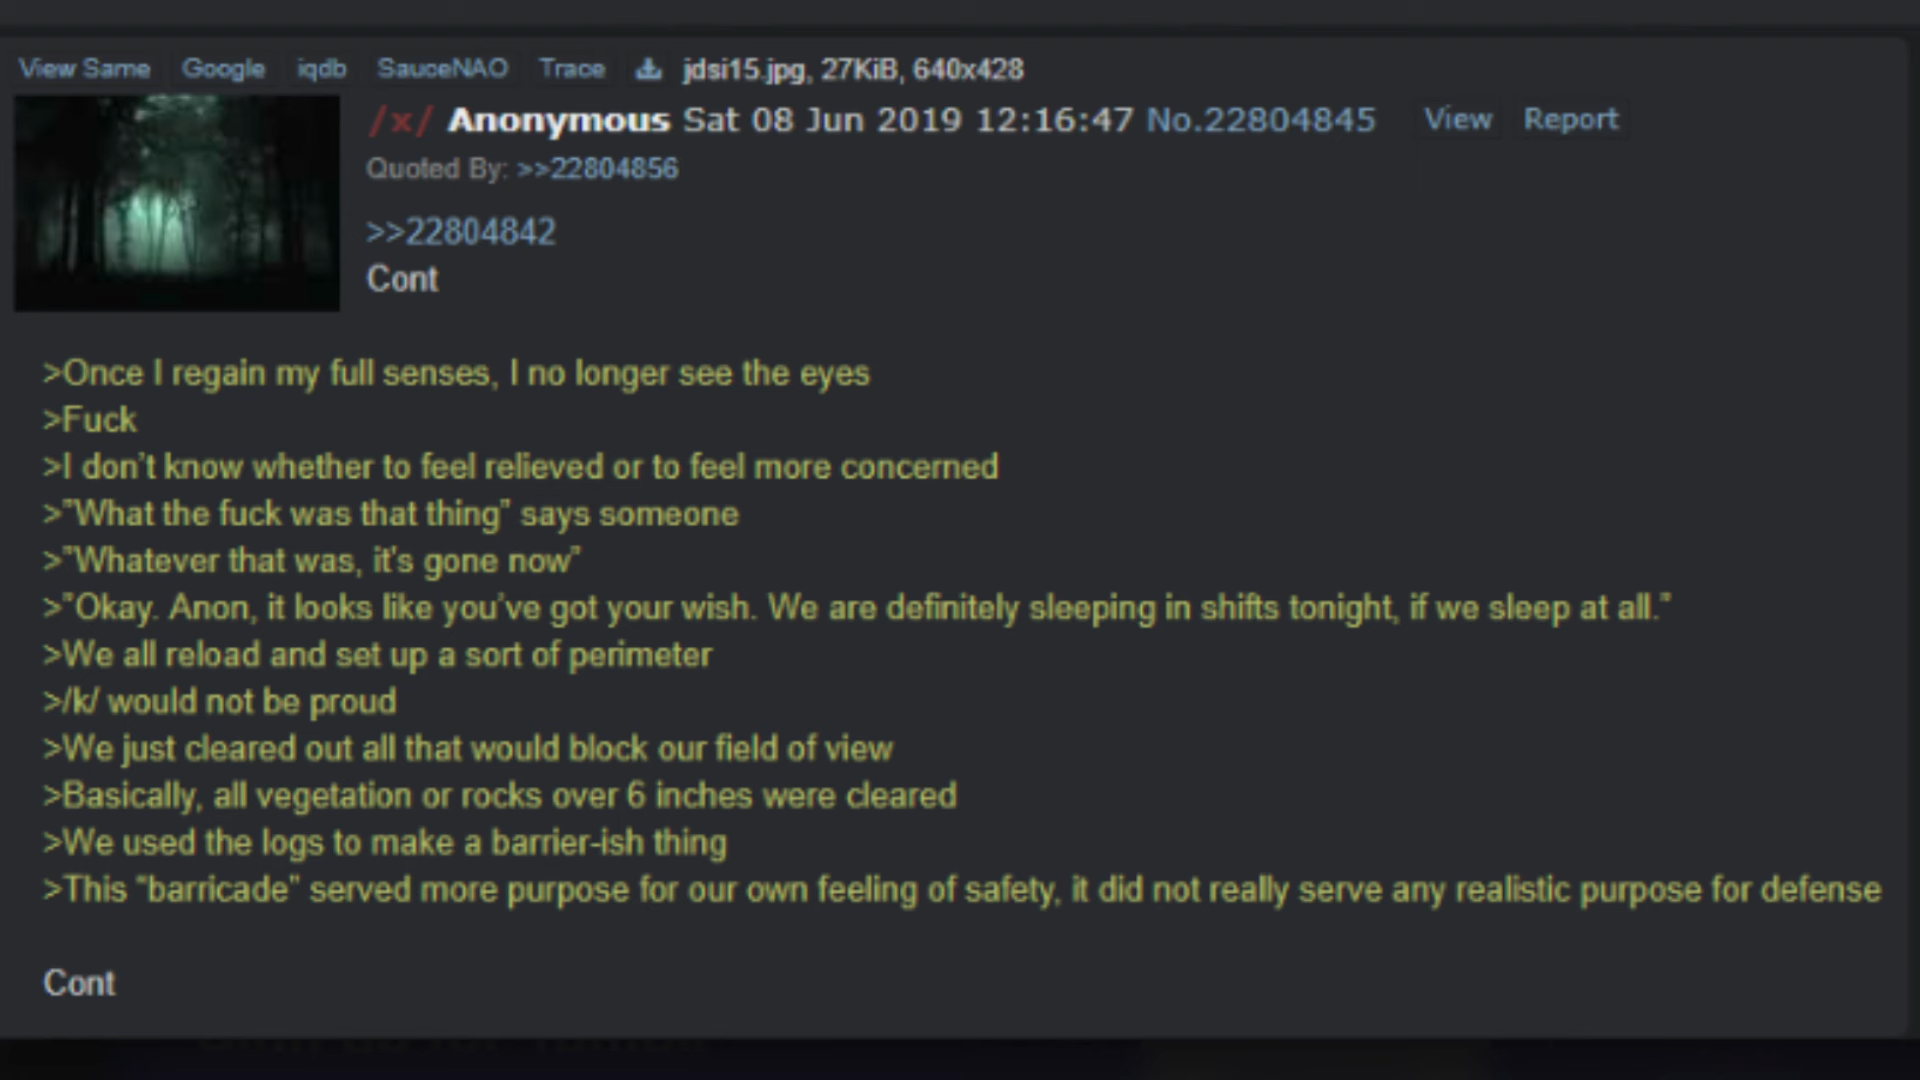 View Same Google iqdb SauceNAO Trace jdsi15.jpg, 27KiB, 640x428
/x/ Anonymous Sat 08 Jun 2019 12:16:47 No.22804845 View Report
Quoted By: >>22804856
>>22804842
Cont
>Once I regain my full senses, I no longer see the eyes
>Fuck
>I don’t know whether to feel relieved or to feel more concerned
>”What the fuck was that thing” says someone
>”Whatever that was, it's gone now”
>”Okay. Anon, it looks like you’ve got your wish. We are definitely sleeping in shifts tonight, if we sleep at all.”
>We all reload and set up a sort of perimeter
>/k/ would not be proud
>We just cleared out all that would block our field of view
>Basically, all vegetation or rocks over 6 inches were cleared
>We used the logs to make a barrier-ish thing
>This “barricade” served more purpose for our own feeling of safety, it did not really serve any realistic purpose for defense
Cont